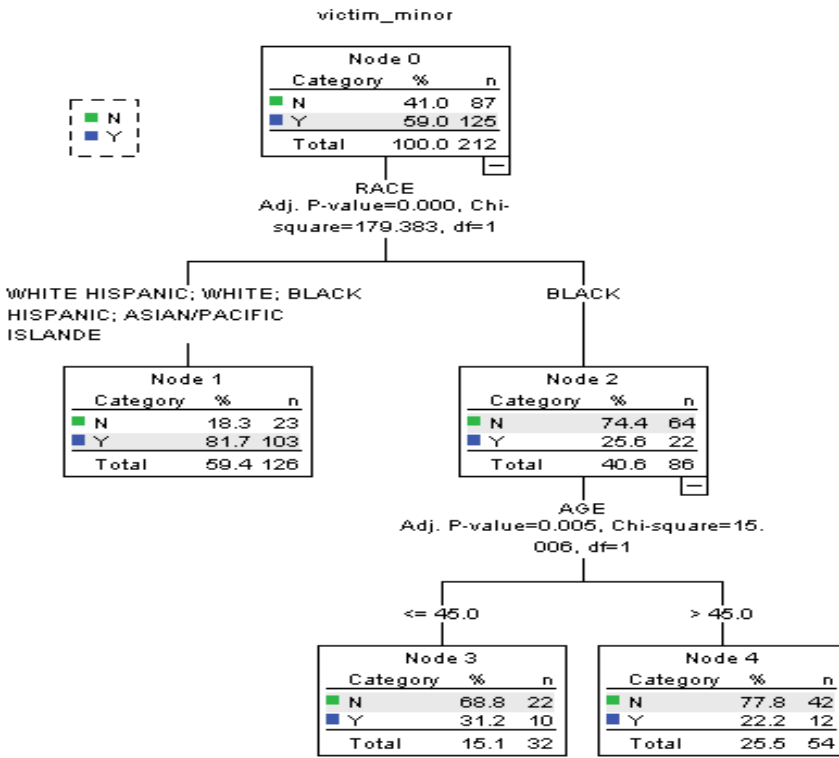 victim_minor
Node 0
Category % n
N 41.0 87
Y 59.0 125
Total 100.0 212
N
Y
RACE
Adj. P-value=0.000, Chi-
square=179.383, df=1
WHITE HISPANIC; WHITE; BLACK
HISPANIC; ASIAN/PACIFIC
ISLANDE
BLACK
Node 1
Category % n
N 18.3 23
Y 81.7 103
Total 59.4 126
Node 2
Category % n
N 74.4 64
Y 25.6 22
Total 40.6 86
AGE
Adj. P-value=0.005, Chi-square=15.
006, df=1
<= 45.0
> 45.0
Node 3
Category % n
N 68.8 22
Y 31.2 10
Total 15.1 32
Node 4
Category % n
N 77.8 42
Y 22.2 12
Total 25.5 54